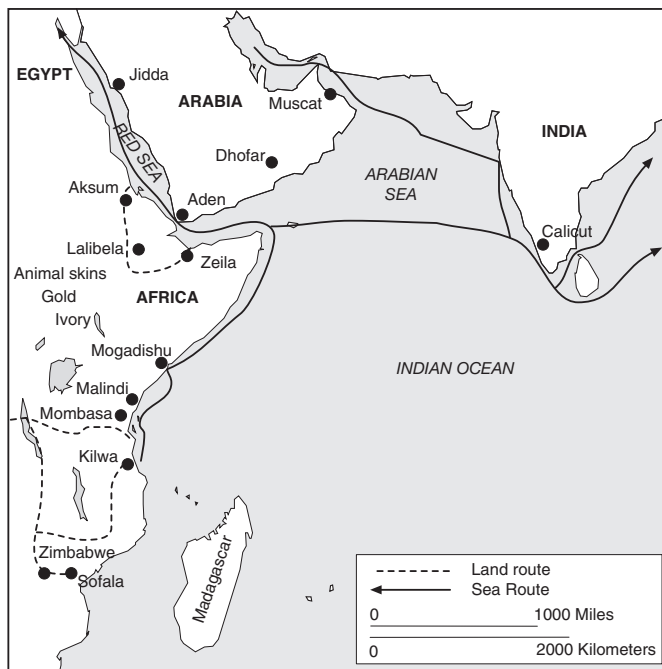 EGYPT
Jidda
ARABIA
Muscat
RED SEA
INDIA
Dhofar
ARABIAN
SEA
Aksum
Aden
Calicut
Lalibela
Zeila
Animal skins
Gold
AFRICA
Ivory
Mogadishu
INDIAN OCEAN
Malindi
Mombasa
Kilwa
Zimbabwe
Sofala
Madagascar
Land route
Sea Route
0 1000 Miles
0 2000 Kilometers